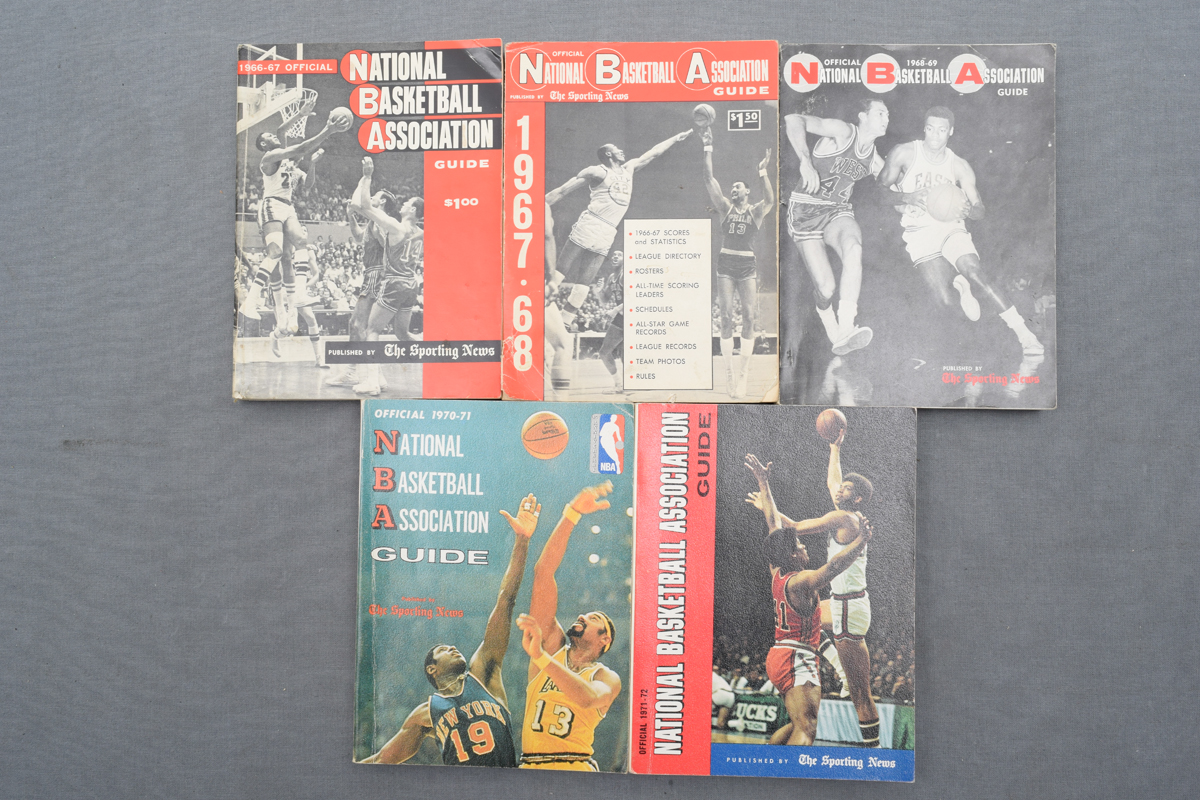 1966-67 OFFICIAL
NATIONAL
BASKETBALL
ASSOCIATION
GUIDE
$1.00
PUBLISHED BY The Sporting News
OFFICIAL
NATIONAL BASKETBALL ASSOCIATION
PUBLISHED BY The Sporting News GUIDE
$1.50
1967·68
• 1966-67 SCORES
and STATISTICS
• LEAGUE DIRECTORY
• ROSTERS
• ALL-TIME SCORING
LEADERS
• SCHEDULES
• ALL-STAR GAME
RECORDS
• LEAGUE RECORDS
• TEAM PHOTOS
• RULES
PHILA
13
OFFICIAL 1968-69
NATIONAL BASKETBALL ASSOCIATION
GUIDE
WEST
44
EAST
PUBLISHED BY
The Sporting News
OFFICIAL 1970-71
NATIONAL
BASKETBALL
ASSOCIATION
GUIDE
NBA
Published by
The Sporting News
NEW YORK
19
13
OFFICIAL 1971-72
NATIONAL BASKETBALL ASSOCIATION
GUIDE
UCKS
PUBLISHED BY The Sporting News